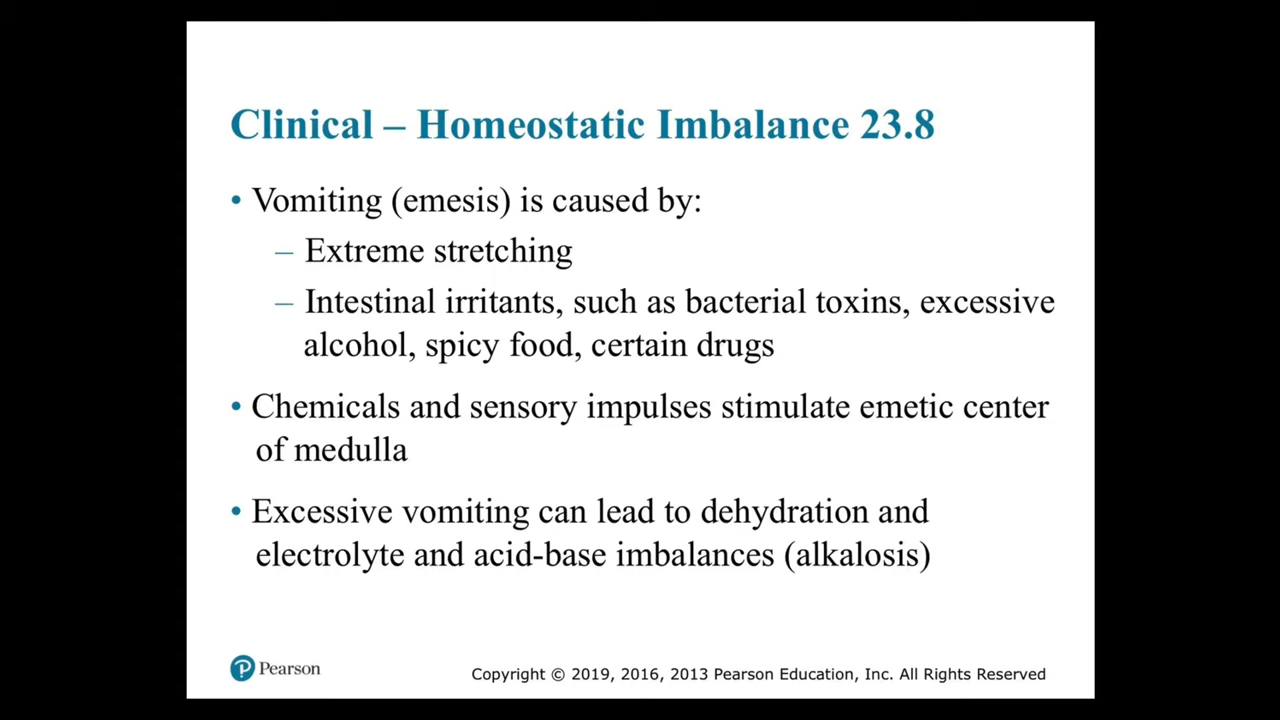 Clinical – Homeostatic Imbalance 23.8
• Vomiting (emesis) is caused by:
– Extreme stretching
– Intestinal irritants, such as bacterial toxins, excessive
alcohol, spicy food, certain drugs
• Chemicals and sensory impulses stimulate emetic center
of medulla
• Excessive vomiting can lead to dehydration and
electrolyte and acid-base imbalances (alkalosis)
Pearson
Copyright © 2019, 2016, 2013 Pearson Education, Inc. All Rights Reserved